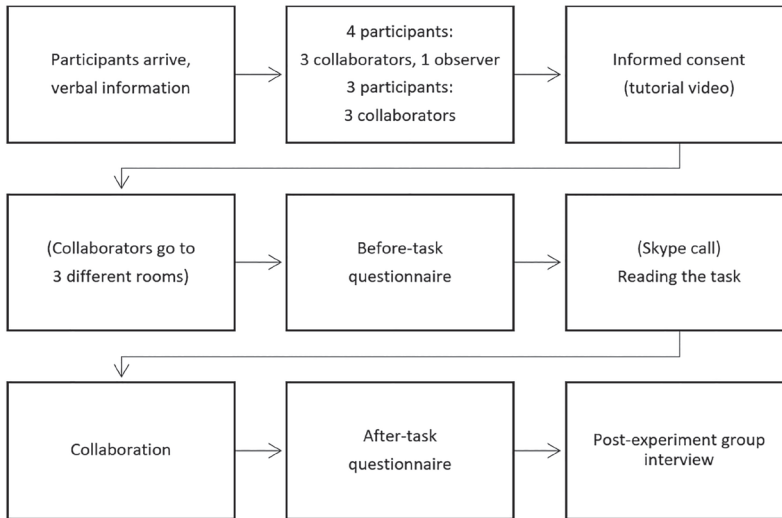 Participants arrive,
verbal information
4 participants:
3 collaborators, 1 observer
3 participants:
3 collaborators
Informed consent
(tutorial video)
(Collaborators go to
3 different rooms)
Before-task
questionnaire
(Skype call)
Reading the task
Collaboration
After-task
questionnaire
Post-experiment group
interview